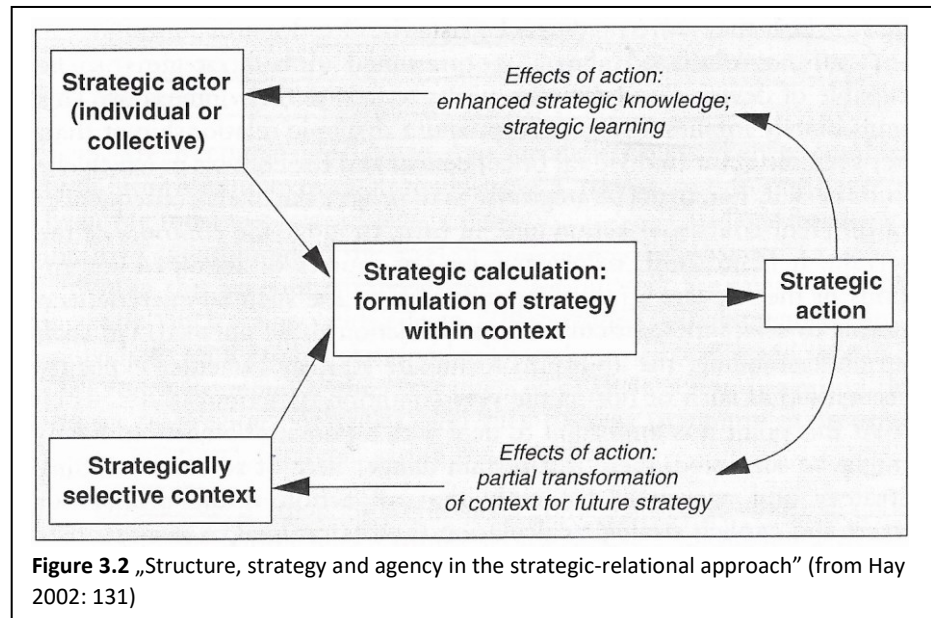 Strategic actor
(individual or
collective)
Effects of action:
enhanced strategic knowledge;
strategic learning
Strategic calculation:
formulation of strategy
within context
Strategic
action
Strategically
selective context
Effects of action:
partial transformation
of context for future strategy
Figure 3.2 „Structure, strategy and agency in the strategic-relational approach” (from Hay
2002: 131)